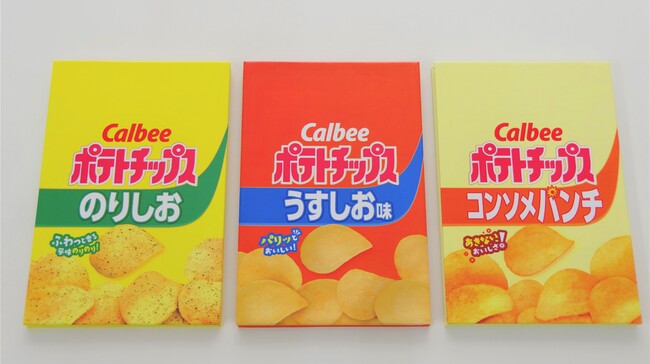 Calbee
ポテトチップス
のりしお
ふわっと香る
風味のりのり!
Calbee
ポテトチップス
うすしお味
パリッと
おいしい!
Calbee
ポテトチップス
コンソメパンチ
あきないこ
おいしさ!